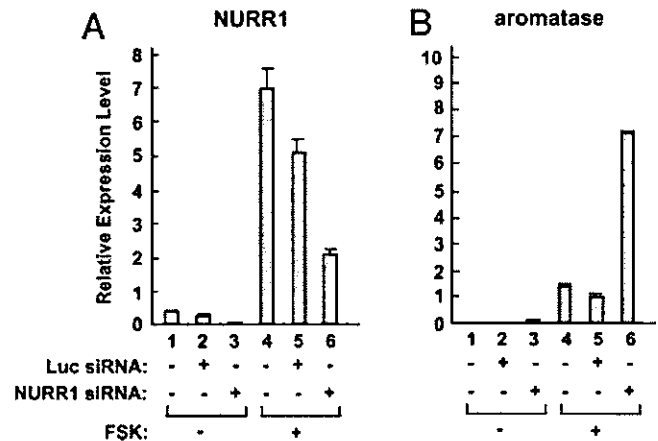 A
NURR1
Relative Expression Level
8
7
6
5
4
3
2
1
0
1 2 3 4 5 6
B
aromatase
10
9
8
7
6
5
4
3
2
1
0
1 2 3 4 5 6
Luc siRNA: - + - - + - - + - - + -
NURR1 siRNA: - - + - - + - - + - - +
FSK: - + - +